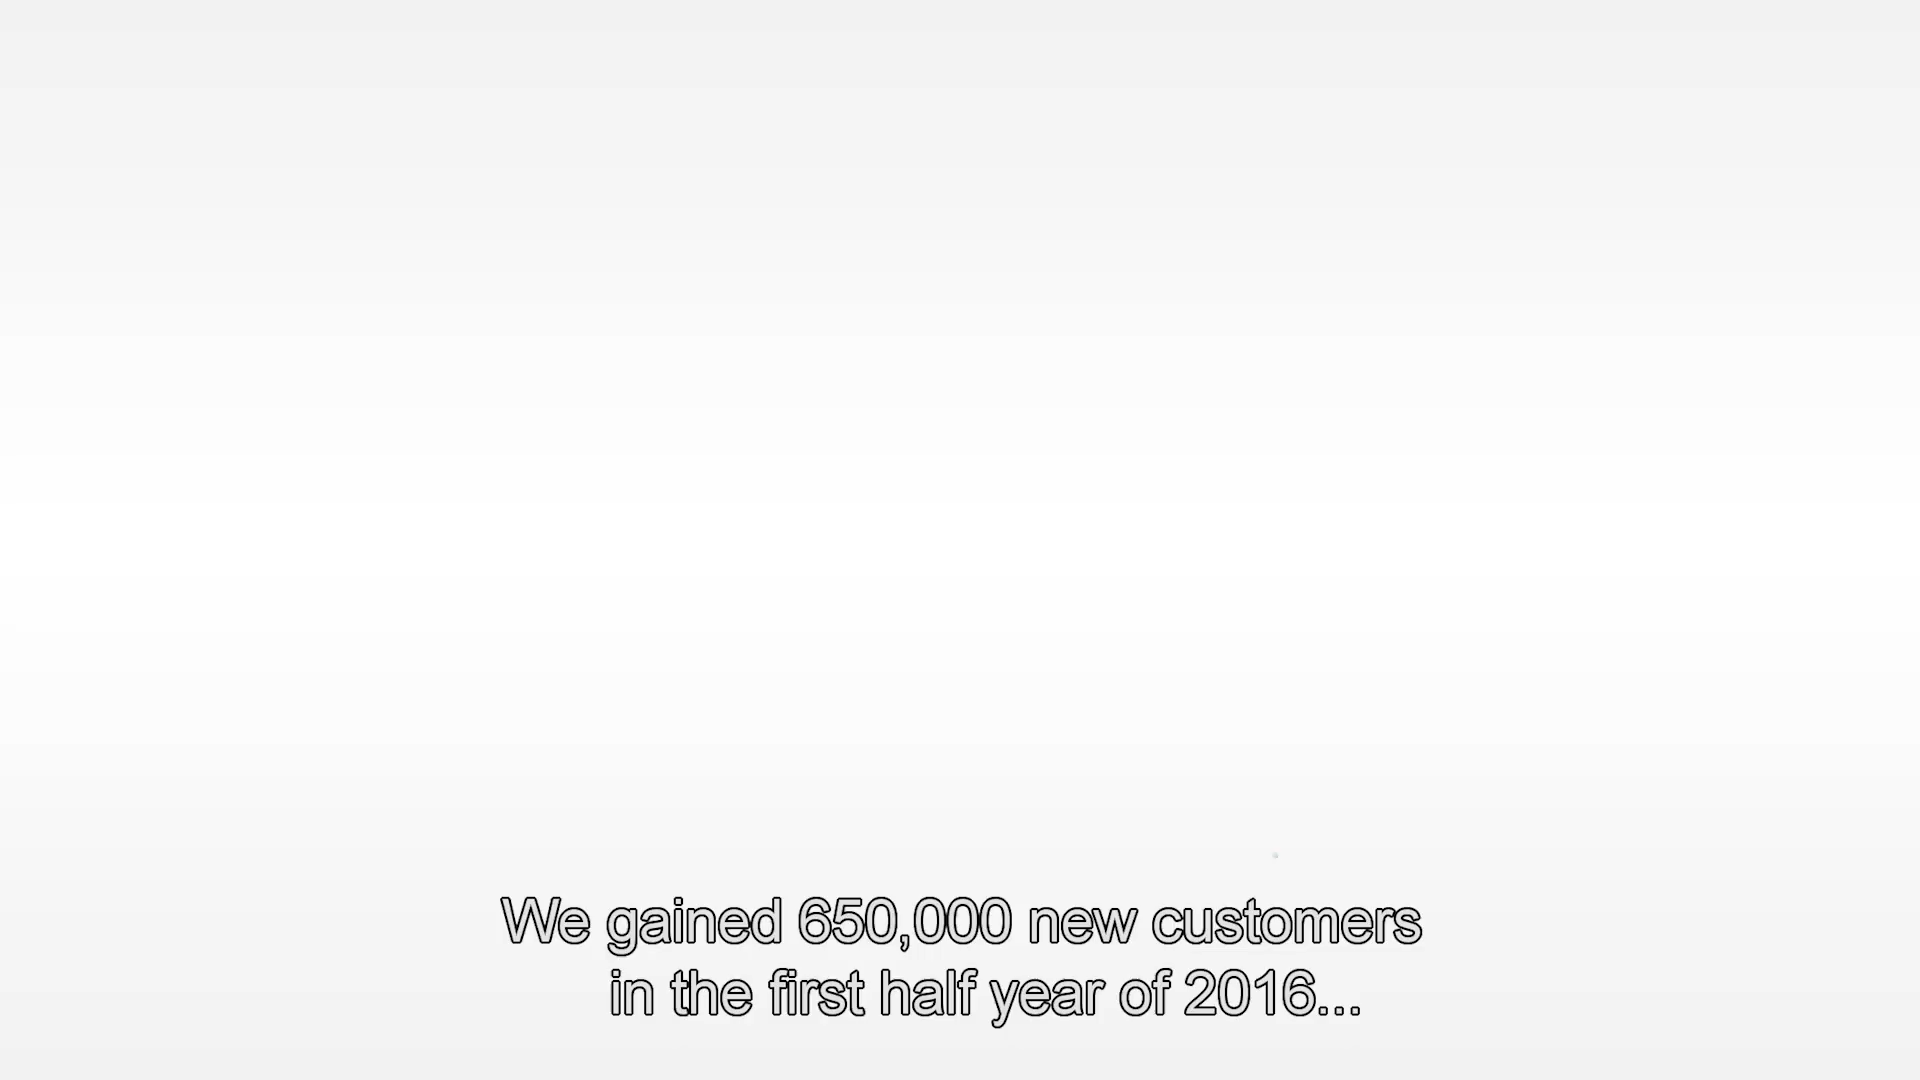 We gained 650,000 new customers
in the first half year of 2016...